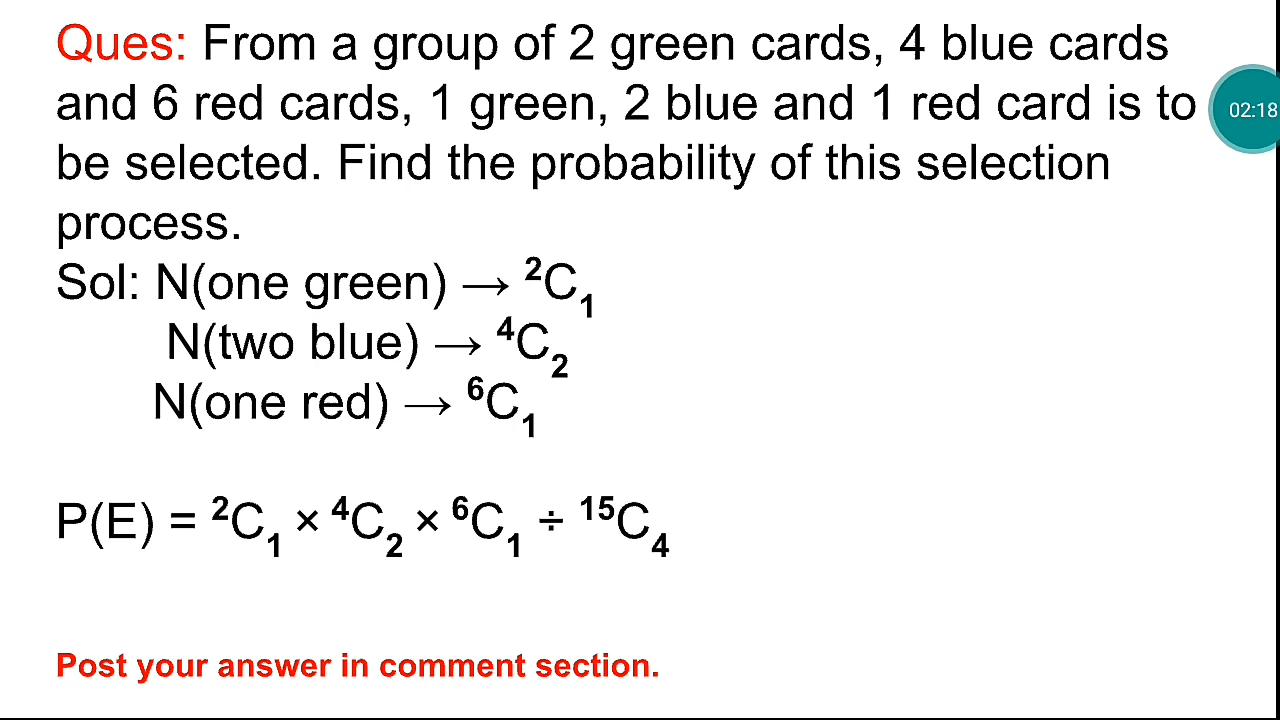 Ques: From a group of 2 green cards, 4 blue cards
and 6 red cards, 1 green, 2 blue and 1 red card is to
be selected. Find the probability of this selection
process.
02:18
Sol: N(one green) → ²C₁
N(two blue) → ⁴C₂
N(one red) → ⁶C₁
P(E) = ²C₁ × ⁴C₂ × ⁶C₁ ÷ ¹⁵C₄
Post your answer in comment section.